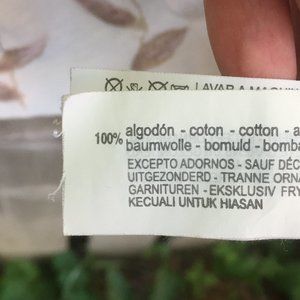 LAVAR A MAQUIN
100% algodón - coton - cotton - a
baumwolle - bomuld - bomba
EXCEPTO ADORNOS - SAUF DÉC
UITGEZONDERD - TRANNE ORNA
GARNITUREN - EKSKLUSIV FRY
KECUALI UNTUK HIASAN